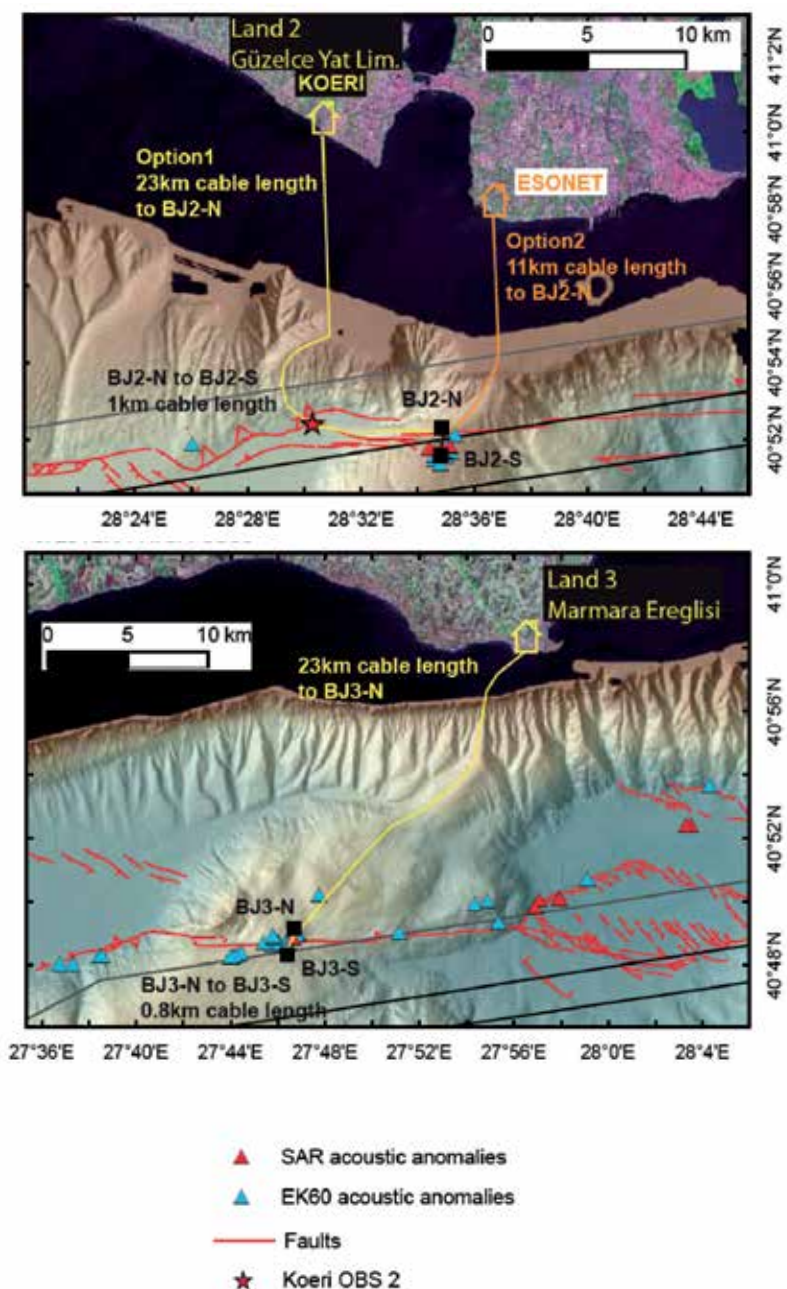 Land 2
Güzelce Yat Lim.
KOERI
0 5 10 km
Option1
23km cable length
to BJ2-N
ESONET
Option2
11km cable length
to BJ2-N
BJ2-N to BJ2-S
1km cable length
BJ2-N
BJ2-S
41°2'N
41°0'N
40°58'N
40°56'N
40°54'N
40°52'N
28°24'E 28°28'E 28°32'E 28°36'E 28°40'E 28°44'E
Land 3
Marmara Ereglisi
0 5 10 km
23km cable length
to BJ3-N
BJ3-N
BJ3-S
BJ3-N to BJ3-S
0.8km cable length
41°0'N
40°56'N
40°52'N
40°48'N
27°36'E 27°40'E 27°44'E 27°48'E 27°52'E 27°56'E 28°0'E 28°4'E
SAR acoustic anomalies
EK60 acoustic anomalies
Faults
Koeri OBS 2